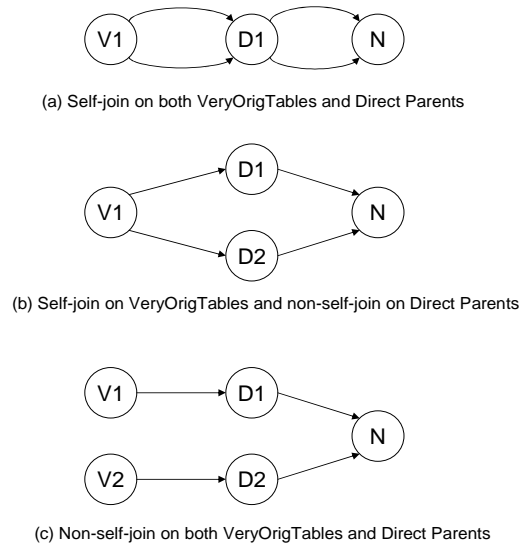 V1 D1 N
(a) Self-join on both VeryOrigTables and Direct Parents
D1
V1 N
D2
(b) Self-join on VeryOrigTables and non-self-join on Direct Parents
V1 D1
N
V2 D2
(c) Non-self-join on both VeryOrigTables and Direct Parents